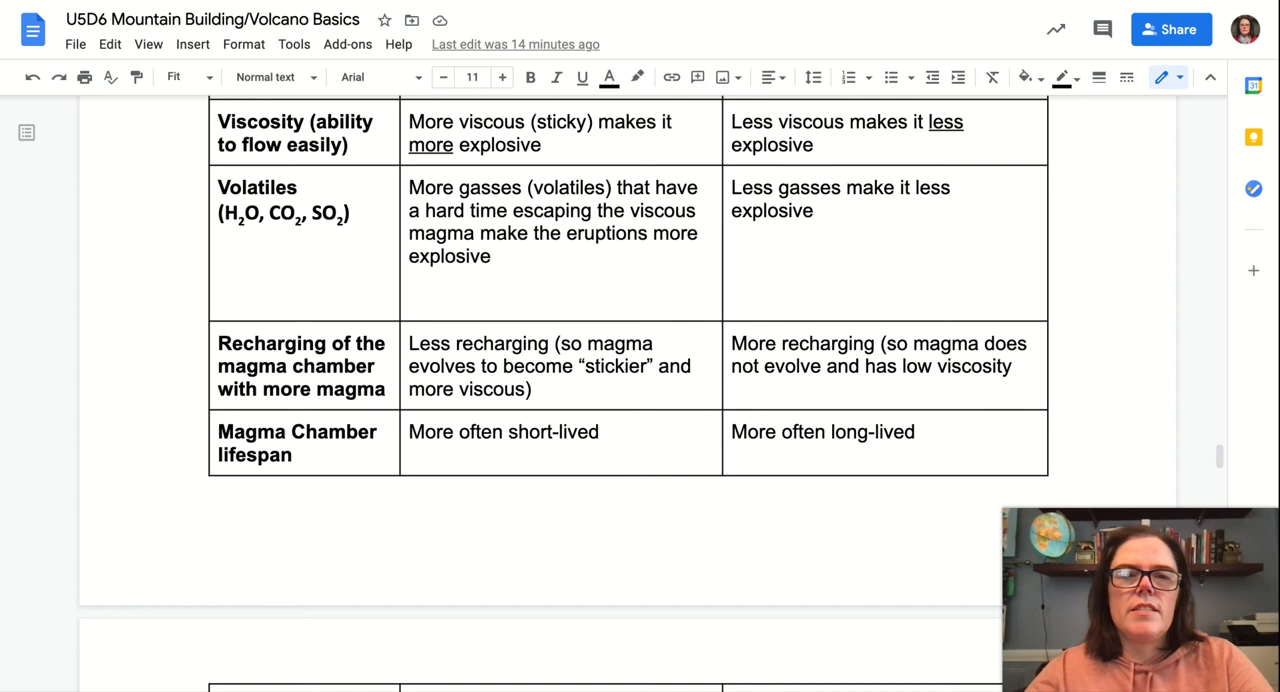 U5D6 Mountain Building/Volcano Basics
File Edit View Insert Format Tools Add-ons Help Last edit was 14 minutes ago
Share
Fit Normal text Arial 11 B I U A
31
Viscosity (ability
to flow easily)
More viscous (sticky) makes it
more explosive
Less viscous makes it less
explosive
Volatiles
(H₂O, CO₂, SO₂)
More gasses (volatiles) that have
a hard time escaping the viscous
magma make the eruptions more
explosive
Less gasses make it less
explosive
Recharging of the
magma chamber
with more magma
Less recharging (so magma
evolves to become “stickier” and
more viscous)
More recharging (so magma does
not evolve and has low viscosity
Magma Chamber
lifespan
More often short-lived
More often long-lived